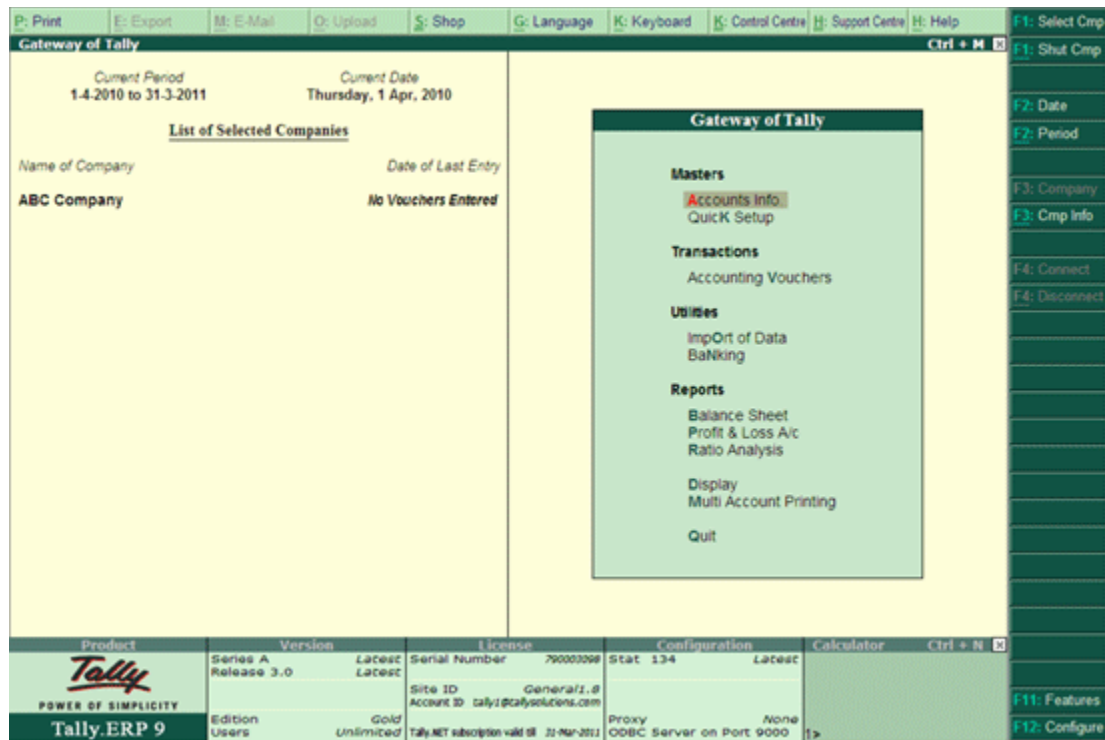 P: Print E: Export M: E-Mail O: Upload S: Shop G: Language K: Keyboard K: Control Centre H: Support Centre H: Help
Gateway of Tally Ctrl + M
Current Period Current Date
1-4-2010 to 31-3-2011 Thursday, 1 Apr, 2010
List of Selected Companies
Name of Company Date of Last Entry
ABC Company No Vouchers Entered
Gateway of Tally
Masters
Accounts Info.
QuicK Setup
Transactions
Accounting Vouchers
Utilities
ImpOrt of Data
BaNking
Reports
Balance Sheet
Profit & Loss A/c
Ratio Analysis
Display
Multi Account Printing
Quit
F1: Select Cmp
F1: Shut Cmp
F2: Date
F2: Period
F3: Company
F3: Cmp Info
F4: Connect
F4: Disconnect
F11: Features
F12: Configure
Product Version License Configuration Calculator Ctrl + N
Tally
POWER OF SIMPLICITY
Tally.ERP 9
Series A Latest
Release 3.0 Latest
Edition Gold
Users Unlimited
Serial Number 790003098
Site ID General1.0
Account ID tally1@tallysolutions.com
Tally.NET subscription valid till 31-Mar-2011
Stat 134 Latest
Proxy None
ODBC Server on Port 9000
1>